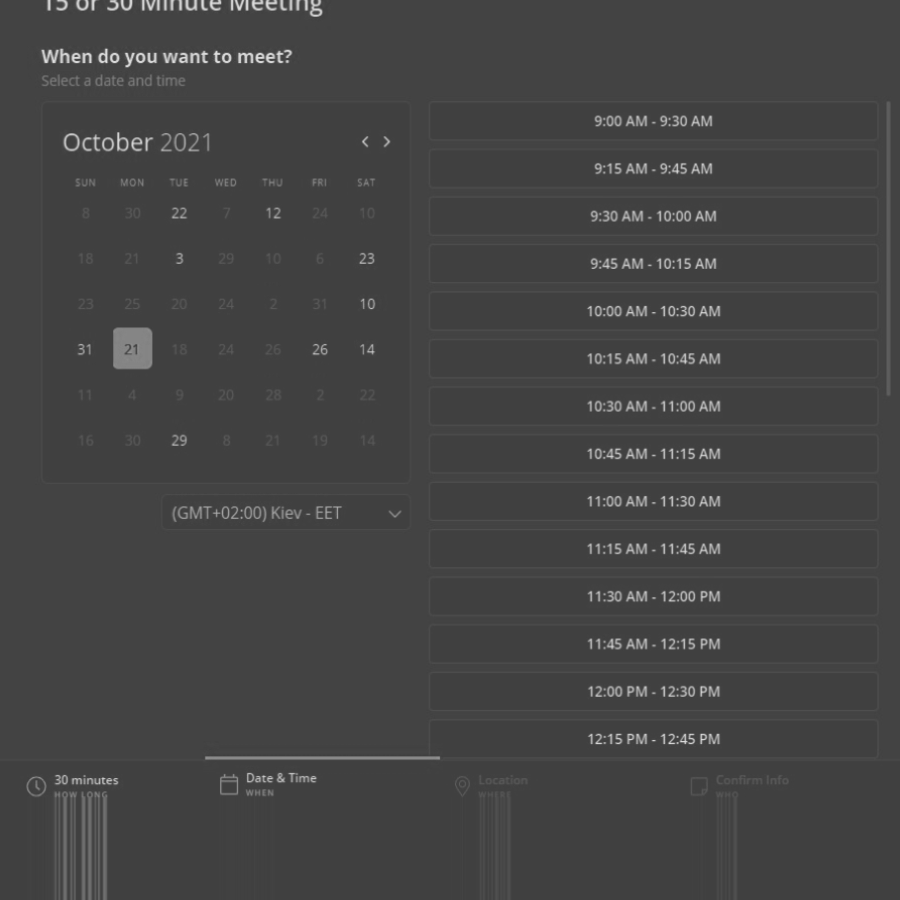 15 or 30 Minute Meeting
When do you want to meet?
Select a date and time
October 2021
SUN MON TUE WED THU FRI SAT
8 30 22 7 12 24 10
18 21 3 29 10 6 23
23 25 20 24 2 31 10
31 21 18 24 26 26 14
11 4 9 20 28 2 22
16 30 29 8 21 19 14
(GMT+02:00) Kiev - EET
9:00 AM - 9:30 AM
9:15 AM - 9:45 AM
9:30 AM - 10:00 AM
9:45 AM - 10:15 AM
10:00 AM - 10:30 AM
10:15 AM - 10:45 AM
10:30 AM - 11:00 AM
10:45 AM - 11:15 AM
11:00 AM - 11:30 AM
11:15 AM - 11:45 AM
11:30 AM - 12:00 PM
11:45 AM - 12:15 PM
12:00 PM - 12:30 PM
12:15 PM - 12:45 PM
30 minutes
HOW LONG
Date & Time
WHEN
Location
WHERE
Confirm Info
WHO